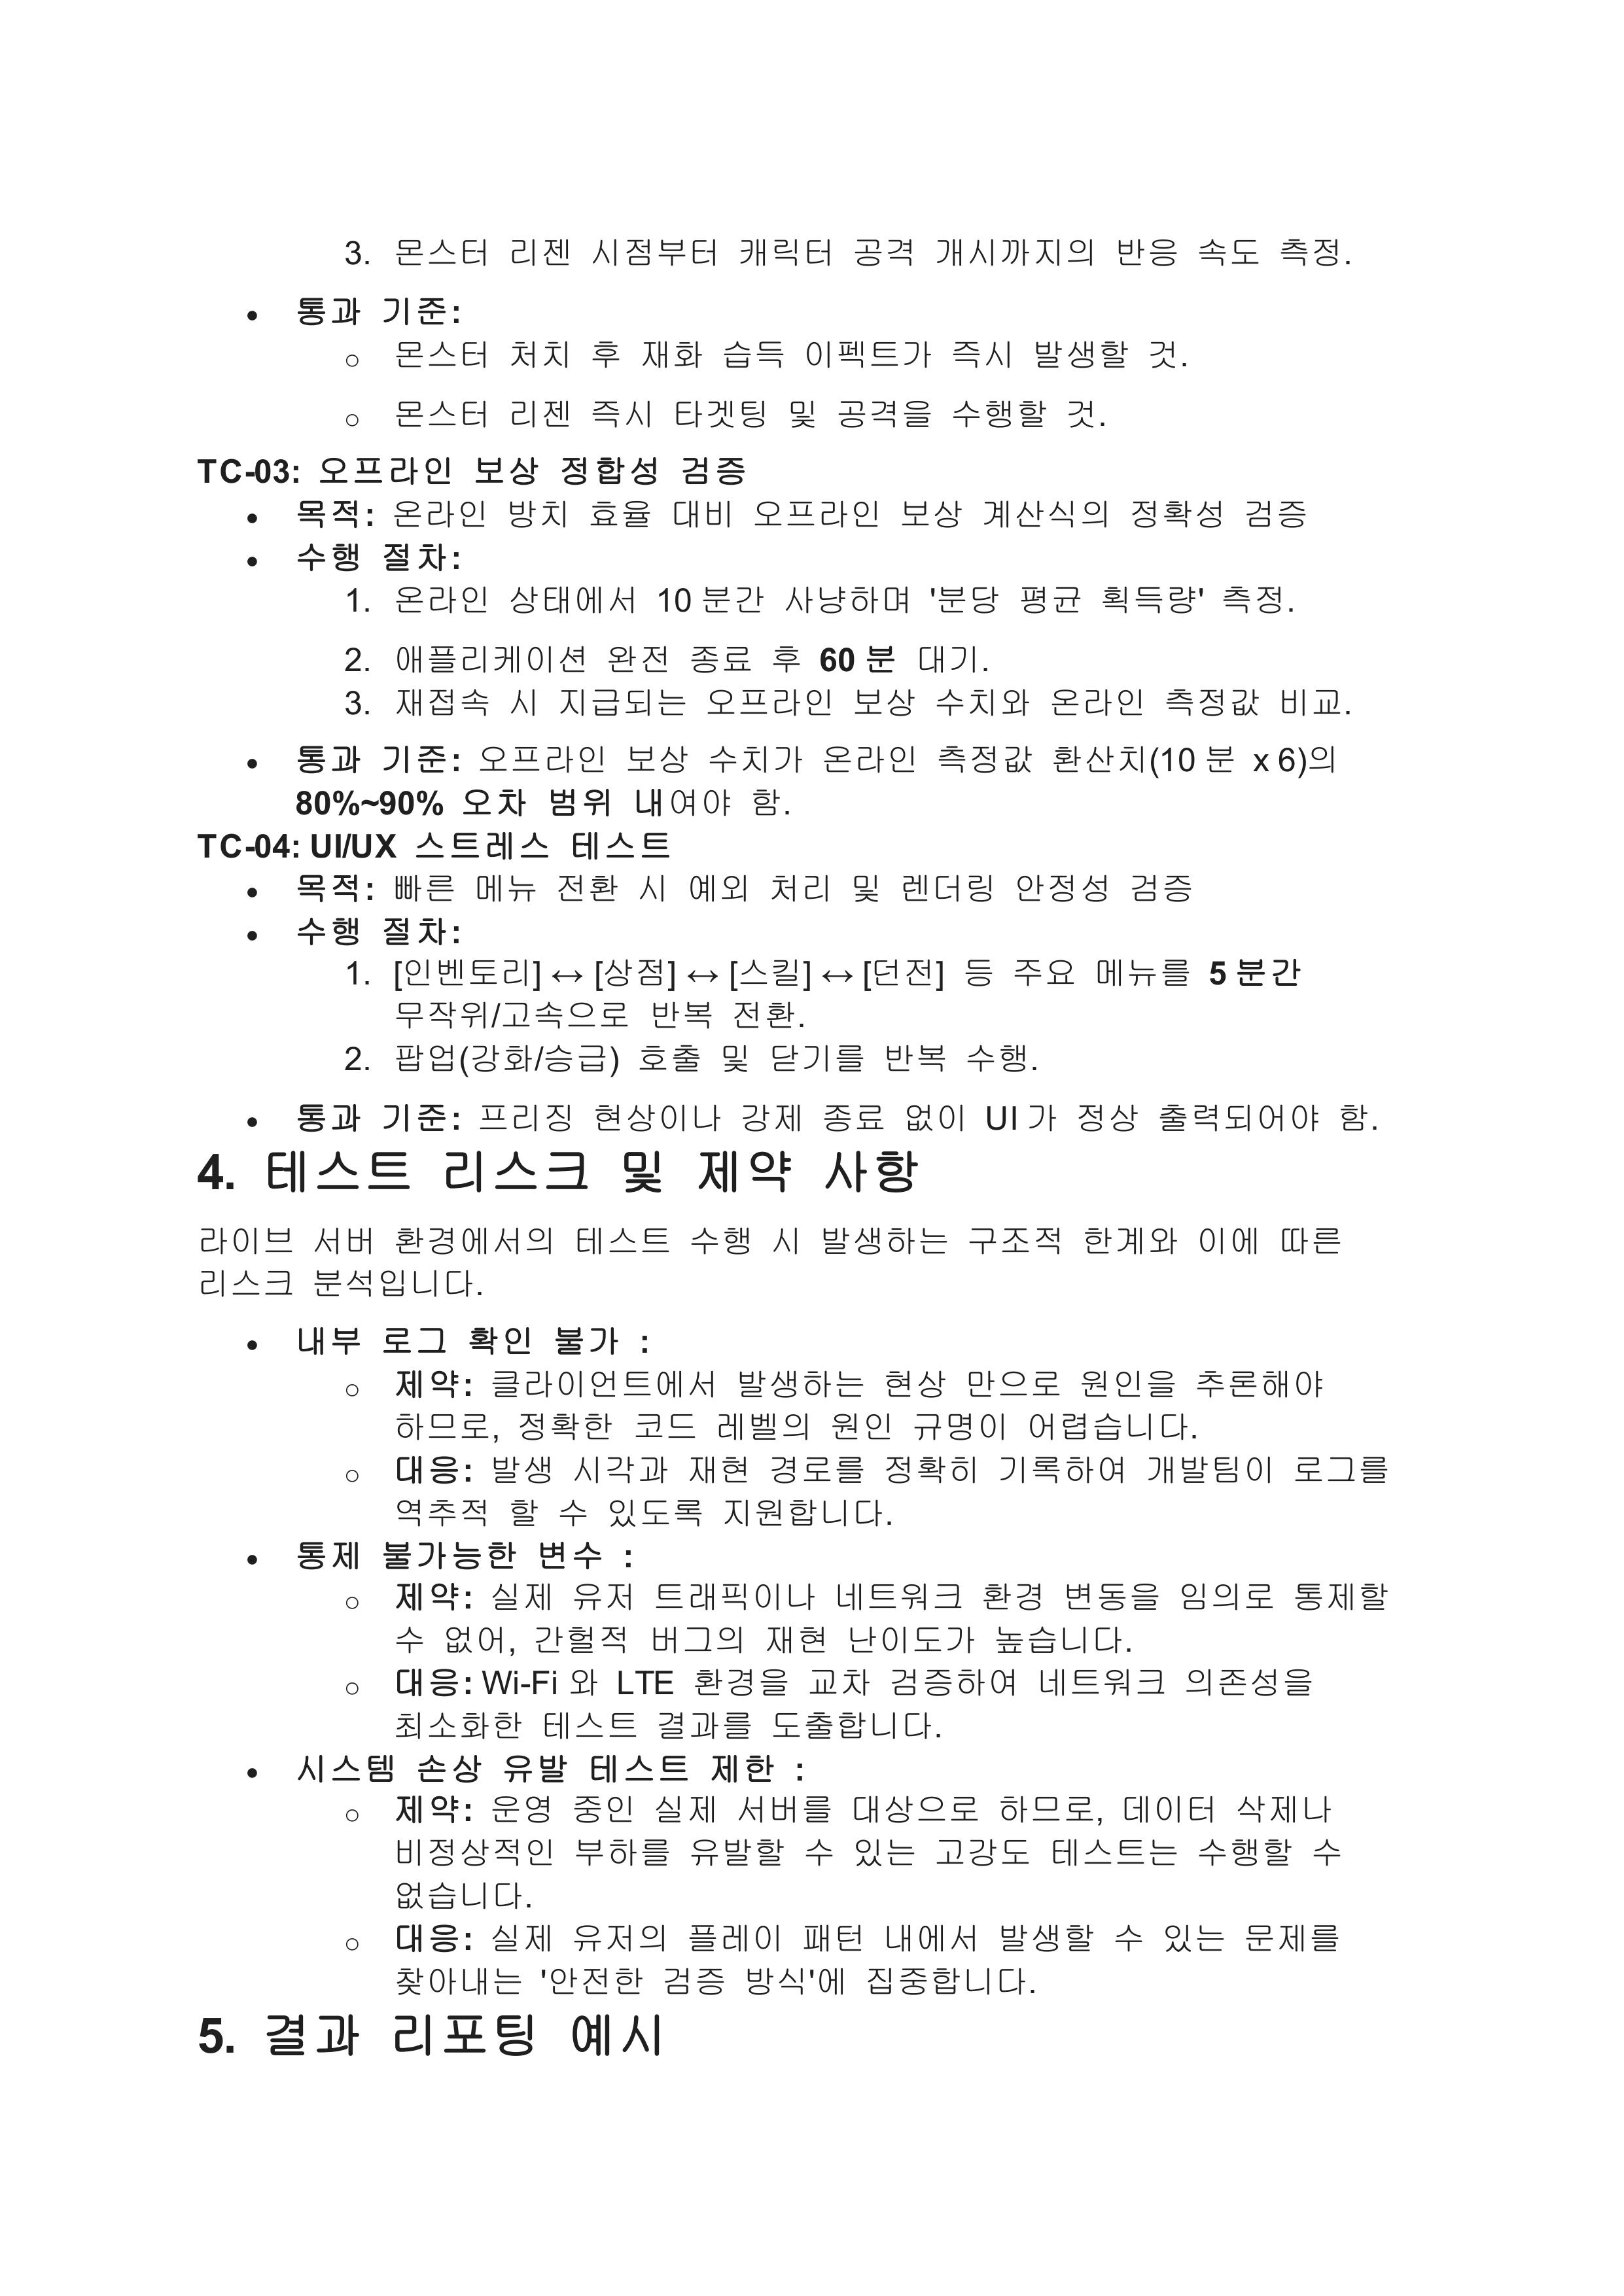 3. 몬스터 리젠 시점부터 캐릭터 공격 개시까지의 반응 속도 측정.
● 통과 기준:
○ 몬스터 처치 후 재화 습득 이펙트가 즉시 발생할 것.
○ 몬스터 리젠 즉시 타겟팅 및 공격을 수행할 것.
TC-03: 오프라인 보상 정합성 검증
● 목적: 온라인 방치 효율 대비 오프라인 보상 계산식의 정확성 검증
● 수행 절차:
1. 온라인 상태에서 10분간 사냥하며 '분당 평균 획득량' 측정.
2. 애플리케이션 완전 종료 후 60분 대기.
3. 재접속 시 지급되는 오프라인 보상 수치와 온라인 측정값 비교.
● 통과 기준: 오프라인 보상 수치가 온라인 측정값 환산치(10분 x 6)의
80%~90% 오차 범위 내여야 함.
TC-04: UI/UX 스트레스 테스트
● 목적: 빠른 메뉴 전환 시 예외 처리 및 렌더링 안정성 검증
● 수행 절차:
1. [인벤토리] ↔ [상점] ↔ [스킬] ↔ [던전] 등 주요 메뉴를 5분간
무작위/고속으로 반복 전환.
2. 팝업(강화/승급) 호출 및 닫기를 반복 수행.
● 통과 기준: 프리징 현상이나 강제 종료 없이 UI가 정상 출력되어야 함.
4. 테스트 리스크 및 제약 사항
라이브 서버 환경에서의 테스트 수행 시 발생하는 구조적 한계와 이에 따른
리스크 분석입니다.
● 내부 로그 확인 불가 :
○ 제약: 클라이언트에서 발생하는 현상 만으로 원인을 추론해야
하므로, 정확한 코드 레벨의 원인 규명이 어렵습니다.
○ 대응: 발생 시각과 재현 경로를 정확히 기록하여 개발팀이 로그를
역추적 할 수 있도록 지원합니다.
● 통제 불가능한 변수 :
○ 제약: 실제 유저 트래픽이나 네트워크 환경 변동을 임의로 통제할
수 없어, 간헐적 버그의 재현 난이도가 높습니다.
○ 대응: Wi-Fi와 LTE 환경을 교차 검증하여 네트워크 의존성을
최소화한 테스트 결과를 도출합니다.
● 시스템 손상 유발 테스트 제한 :
○ 제약: 운영 중인 실제 서버를 대상으로 하므로, 데이터 삭제나
비정상적인 부하를 유발할 수 있는 고강도 테스트는 수행할 수
없습니다.
○ 대응: 실제 유저의 플레이 패턴 내에서 발생할 수 있는 문제를
찾아내는 '안전한 검증 방식'에 집중합니다.
5. 결과 리포팅 예시